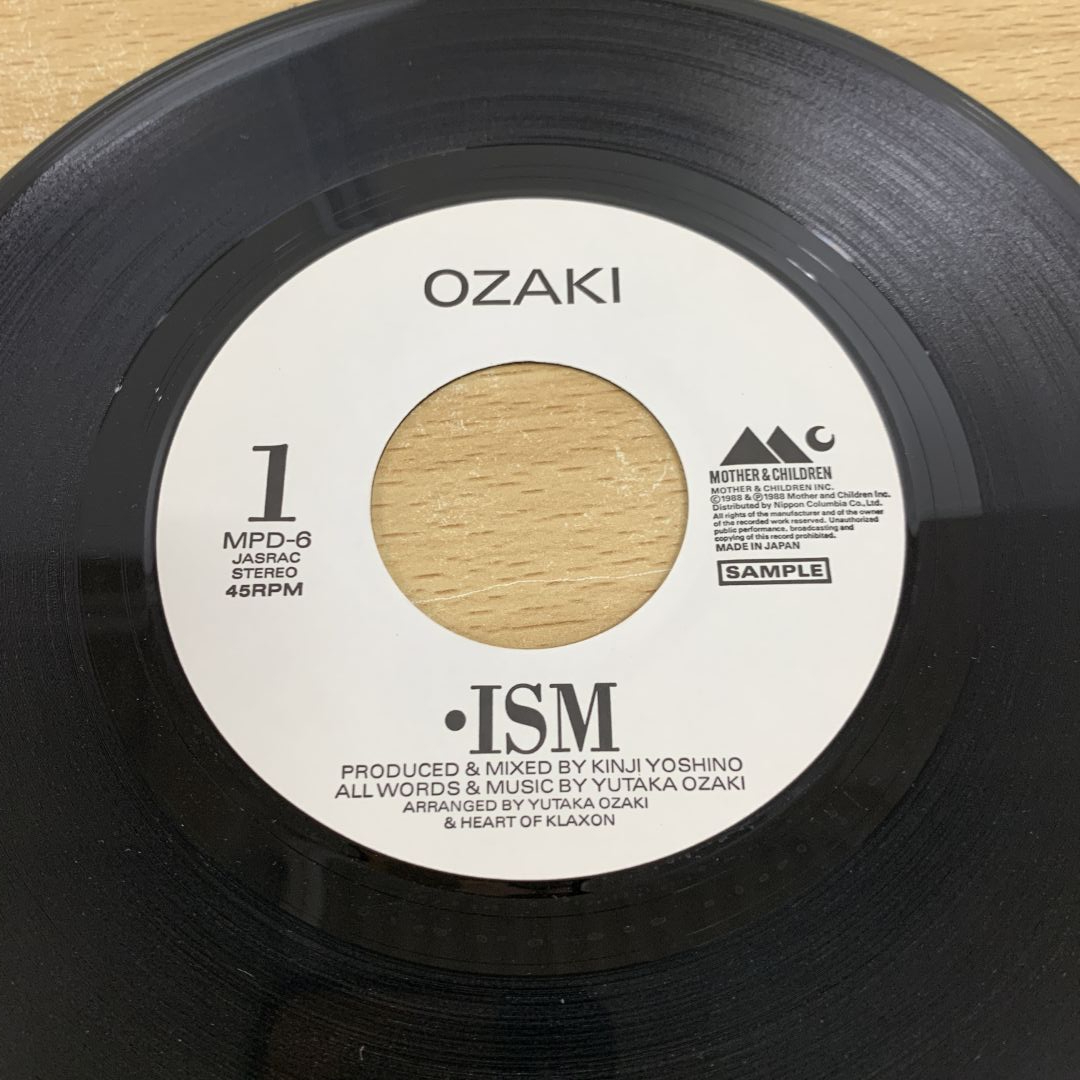 OZAKI
1
MPD-6
JASRAC
STEREO
45RPM
MOTHER & CHILDREN
MOTHER & CHILDREN INC.
©1988 & ℗1988 Mother and Children Inc.
Distributed by Nippon Columbia Co., Ltd.
All rights of the manufacturer and of the owner
of the recorded work reserved. Unauthorized
public performance, broadcasting and
copying of this record prohibited.
MADE IN JAPAN
SAMPLE
•ISM
PRODUCED & MIXED BY KINJI YOSHINO
ALL WORDS & MUSIC BY YUTAKA OZAKI
ARRANGED BY YUTAKA OZAKI
& HEART OF KLAXON